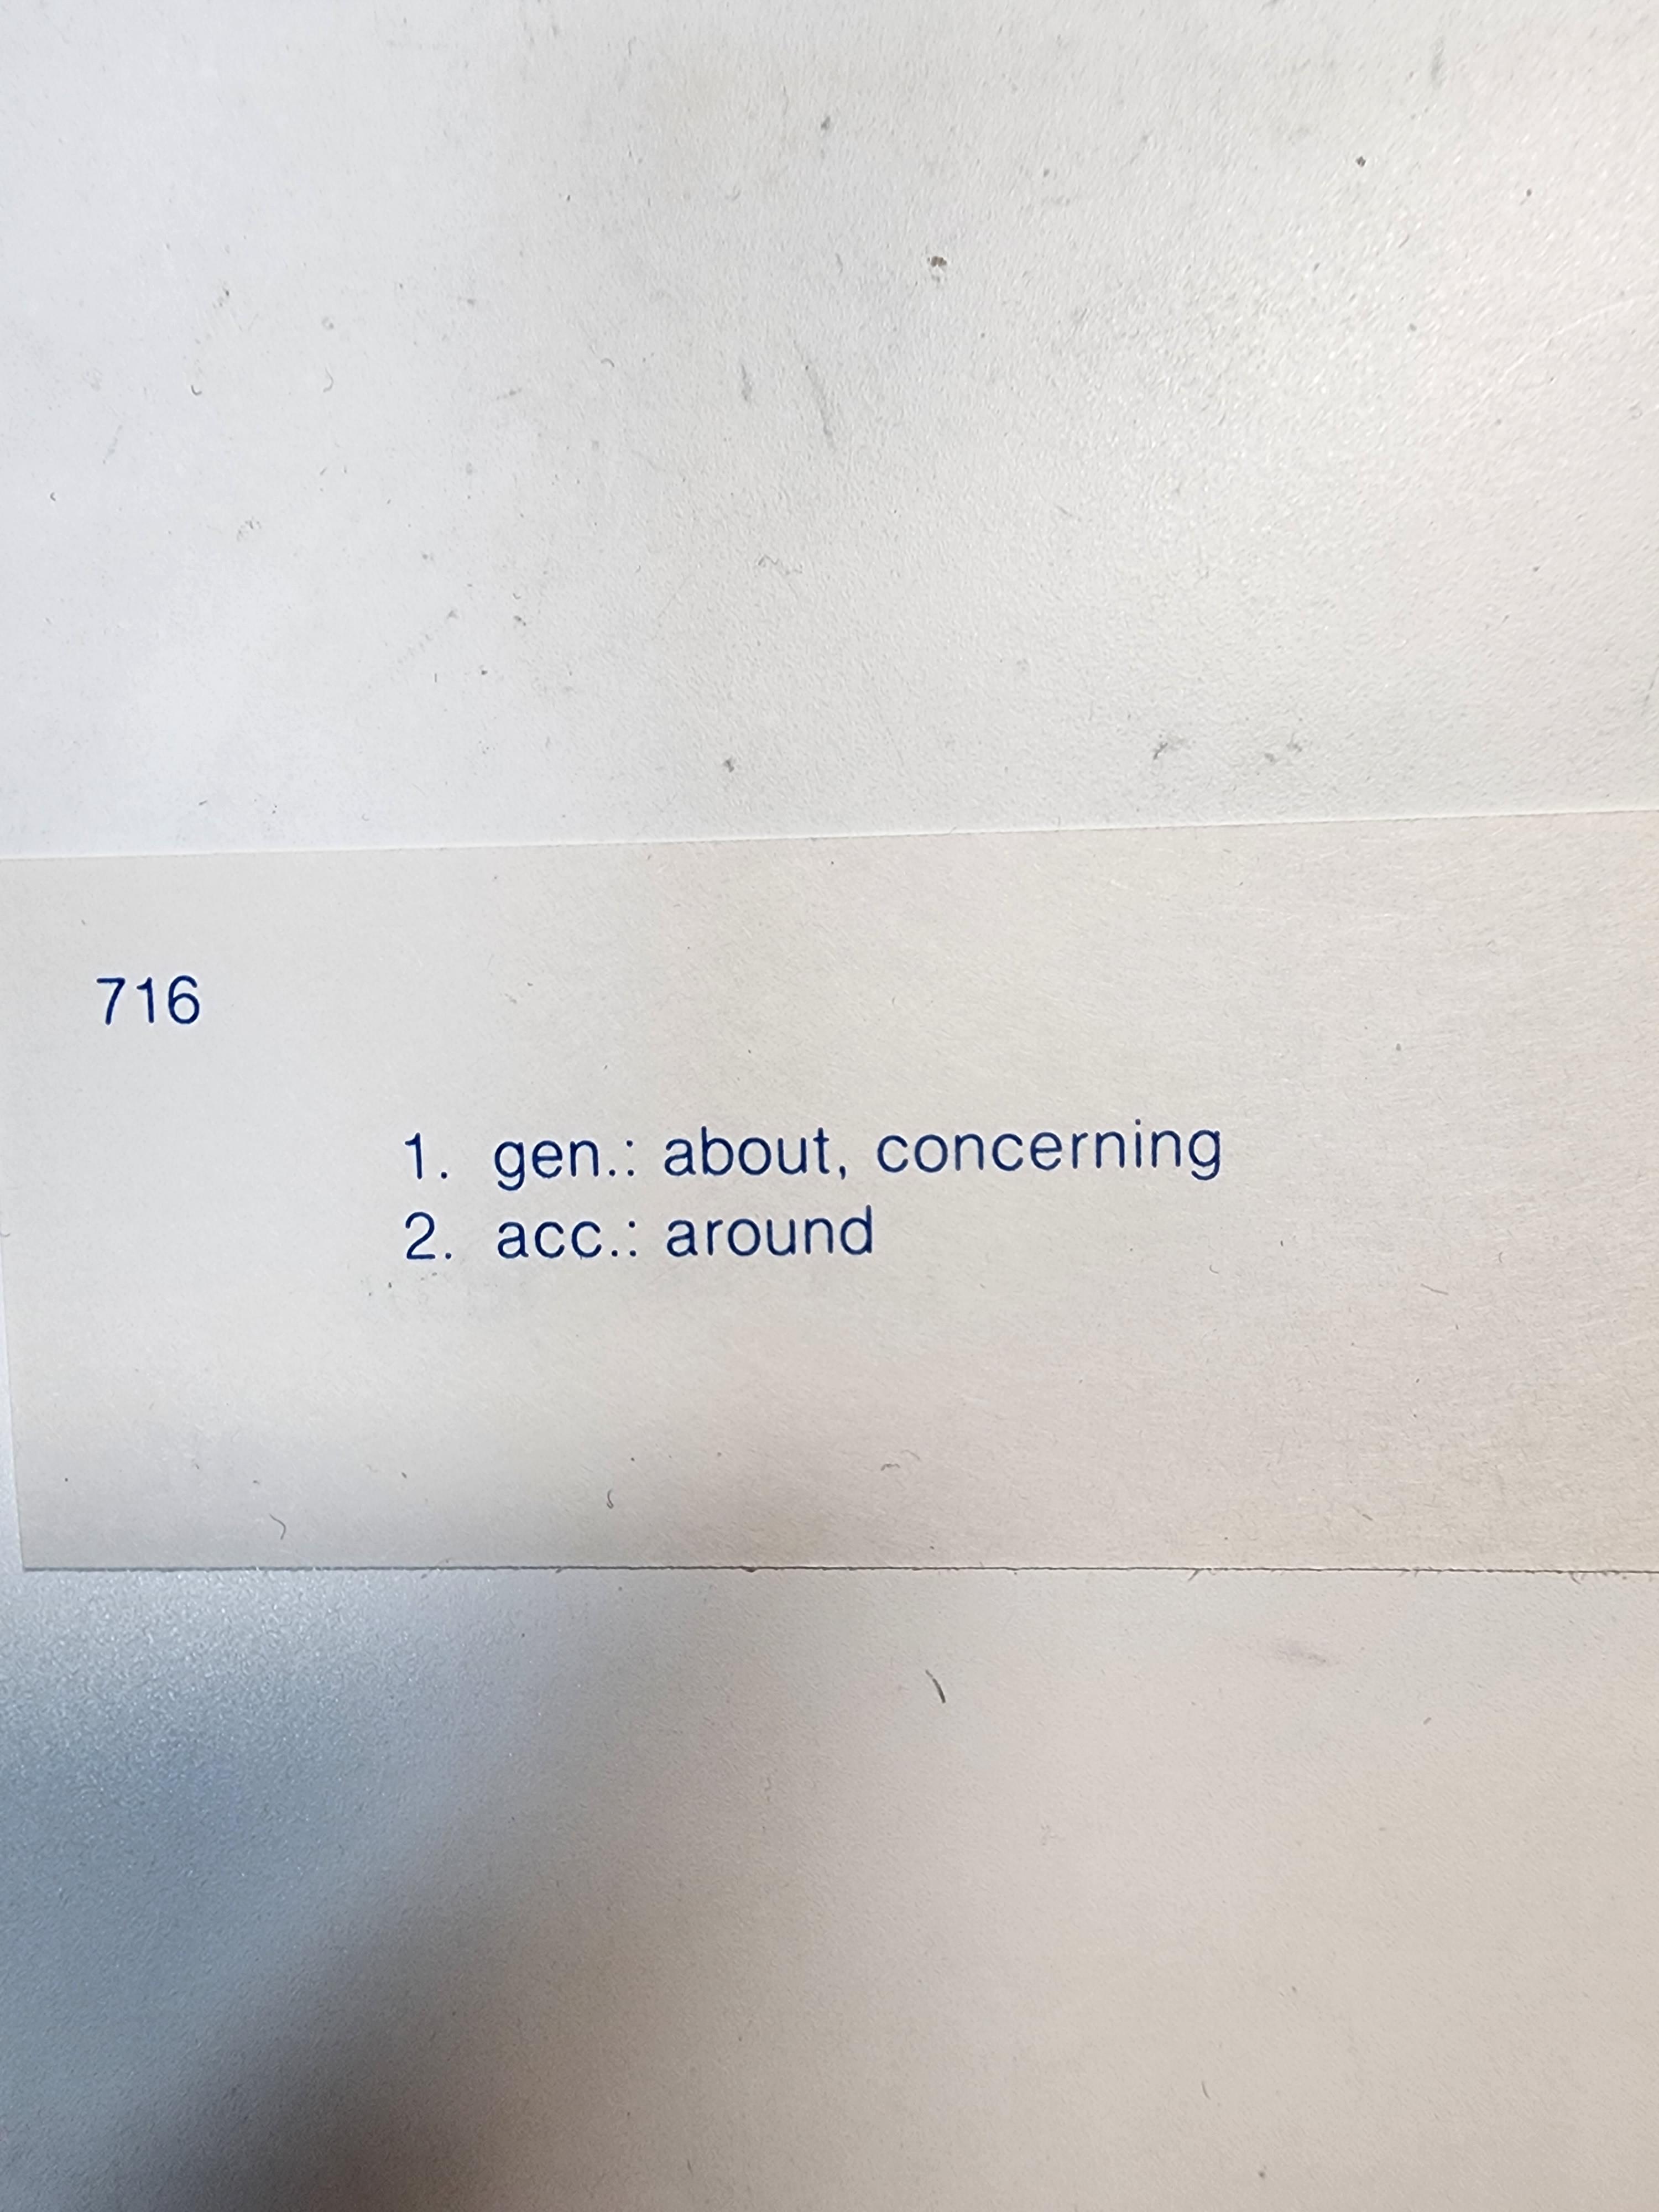 716
1. gen.: about, concerning
2. acc.: around